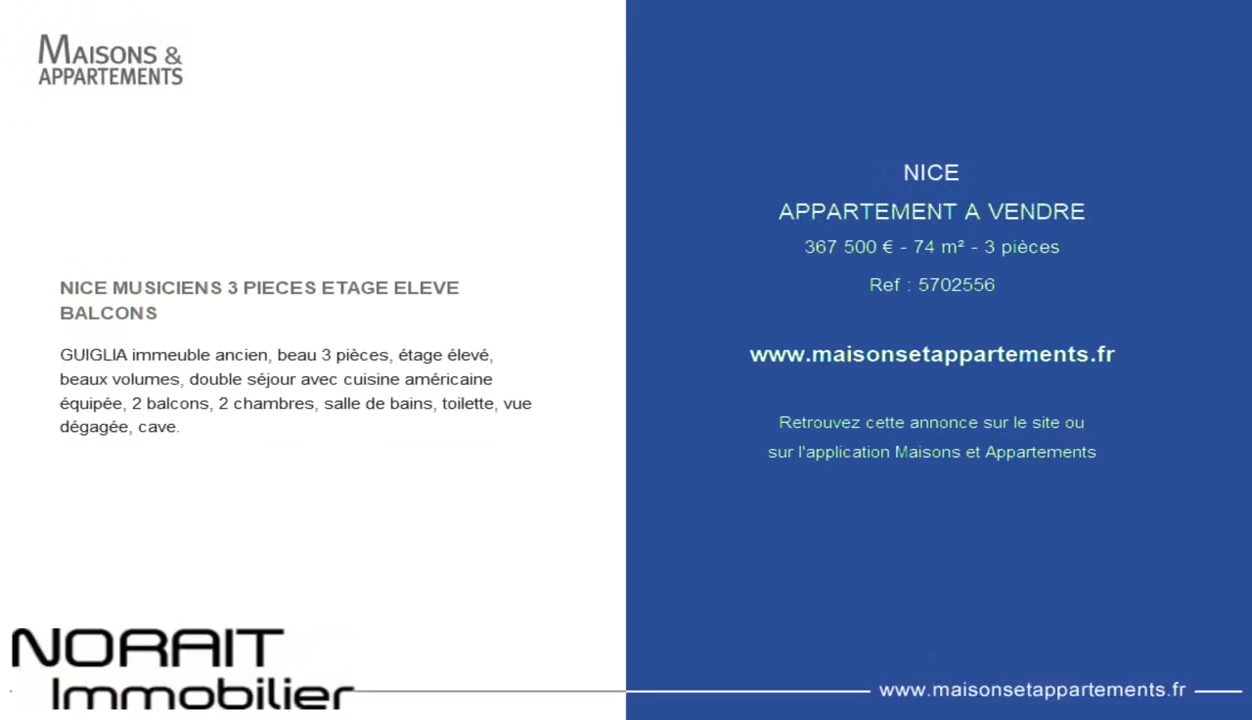 MAISONS &
APPARTEMENTS
NICE MUSICIENS 3 PIECES ETAGE ELEVE
BALCONS
GUIGLIA immeuble ancien, beau 3 pièces, étage élevé,
beaux volumes, double séjour avec cuisine américaine
équipée, 2 balcons, 2 chambres, salle de bains, toilette, vue
dégagée, cave.
NORAIT
Immobilier
NICE
APPARTEMENT A VENDRE
367 500 € - 74 m² - 3 pièces
Ref : 5702556
www.maisonsetappartements.fr
Retrouvez cette annonce sur le site ou
sur l'application Maisons et Appartements
www.maisonsetappartements.fr